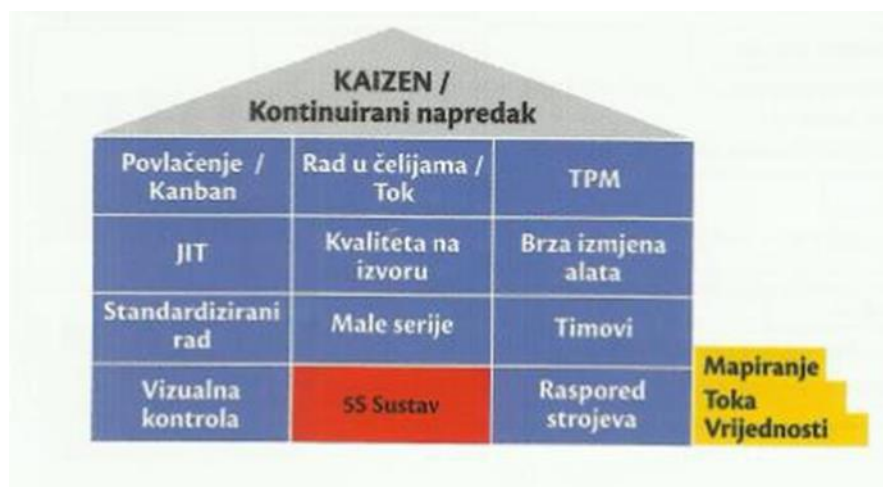 KAIZEN /
Kontinuirani napredak
Povlačenje /
Kanban
Rad u čelijama /
Tok
TPM
JIT
Kvaliteta na
izvoru
Brza izmjena
alata
Standardizirani
rad
Male serije
Timovi
Vizualna
kontrola
5S Sustav
Raspored
strojeva
Mapiranje
Toka
Vrijednosti